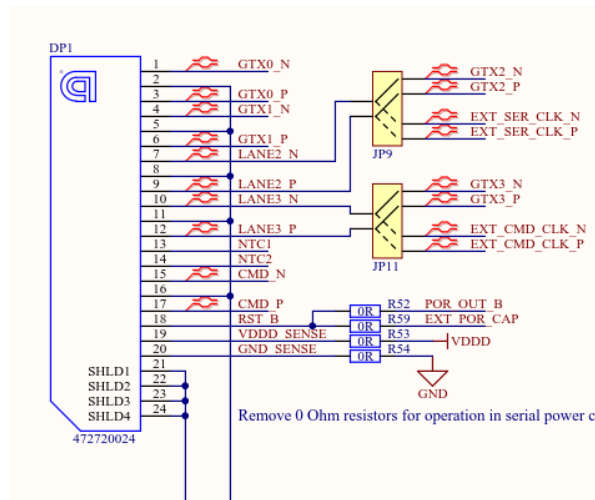 DP1
1 GTX0_N
2
3 GTX0_P
4 GTX1_N
5
6 GTX1_P
7 LANE2_N
8
9 LANE2_P
10 LANE3_N
11
12 LANE3_P
13 NTC1
14 NTC2
15 CMD_N
16
17 CMD_P
18 RST_B
19 VDDD_SENSE
20 GND_SENSE
21
SHLD1
22
SHLD2
23
SHLD3
24
SHLD4
472720024
GTX2_N
GTX2_P
EXT_SER_CLK_N
EXT_SER_CLK_P
JP9
GTX3_N
GTX3_P
EXT_CMD_CLK_N
EXT_CMD_CLK_P
JP11
0R R52 POR_OUT_B
0R R59 EXT_POR_CAP
0R R53 VDDD
0R R54
GND
Remove 0 Ohm resistors for operation in serial power c